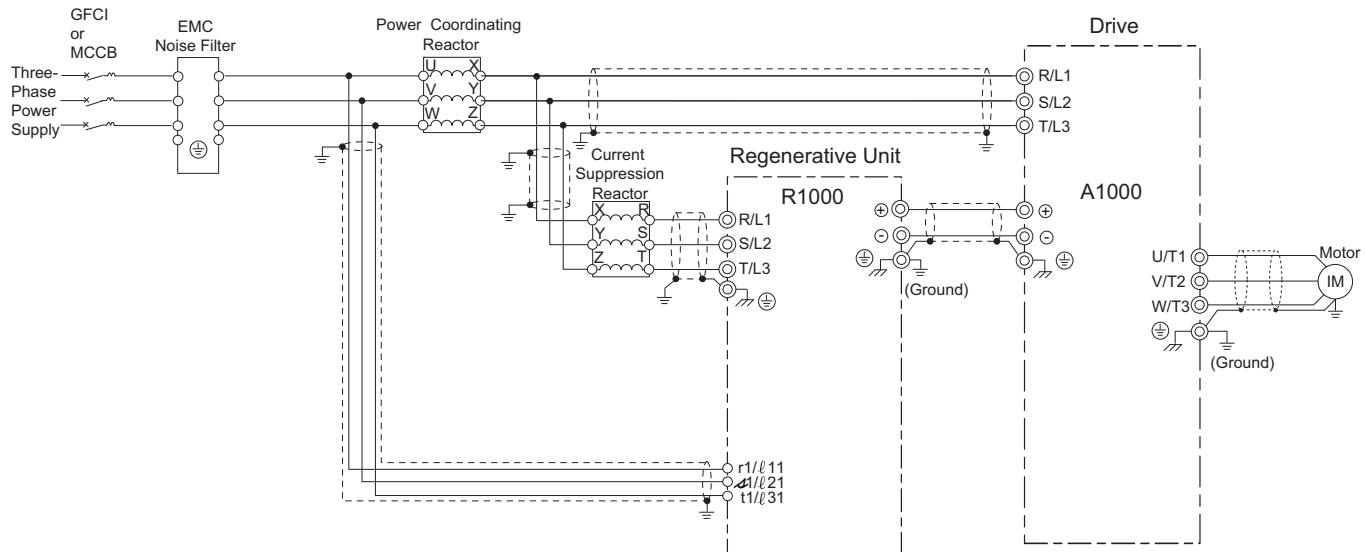 GFCI
or
MCCB
EMC
Noise Filter
Power Coordinating
Reactor
Drive
Three-
Phase
Power
Supply
U X
V Y
W Z
R/L1
S/L2
T/L3
Current
Suppression
Reactor
Regenerative Unit
R1000
A1000
X R
Y S
Z T
R/L1
S/L2
T/L3
+
-
+
-
(Ground)
U/T1
V/T2
W/T3
Motor
IM
(Ground)
r1/ℓ11
s1/ℓ21
t1/ℓ31